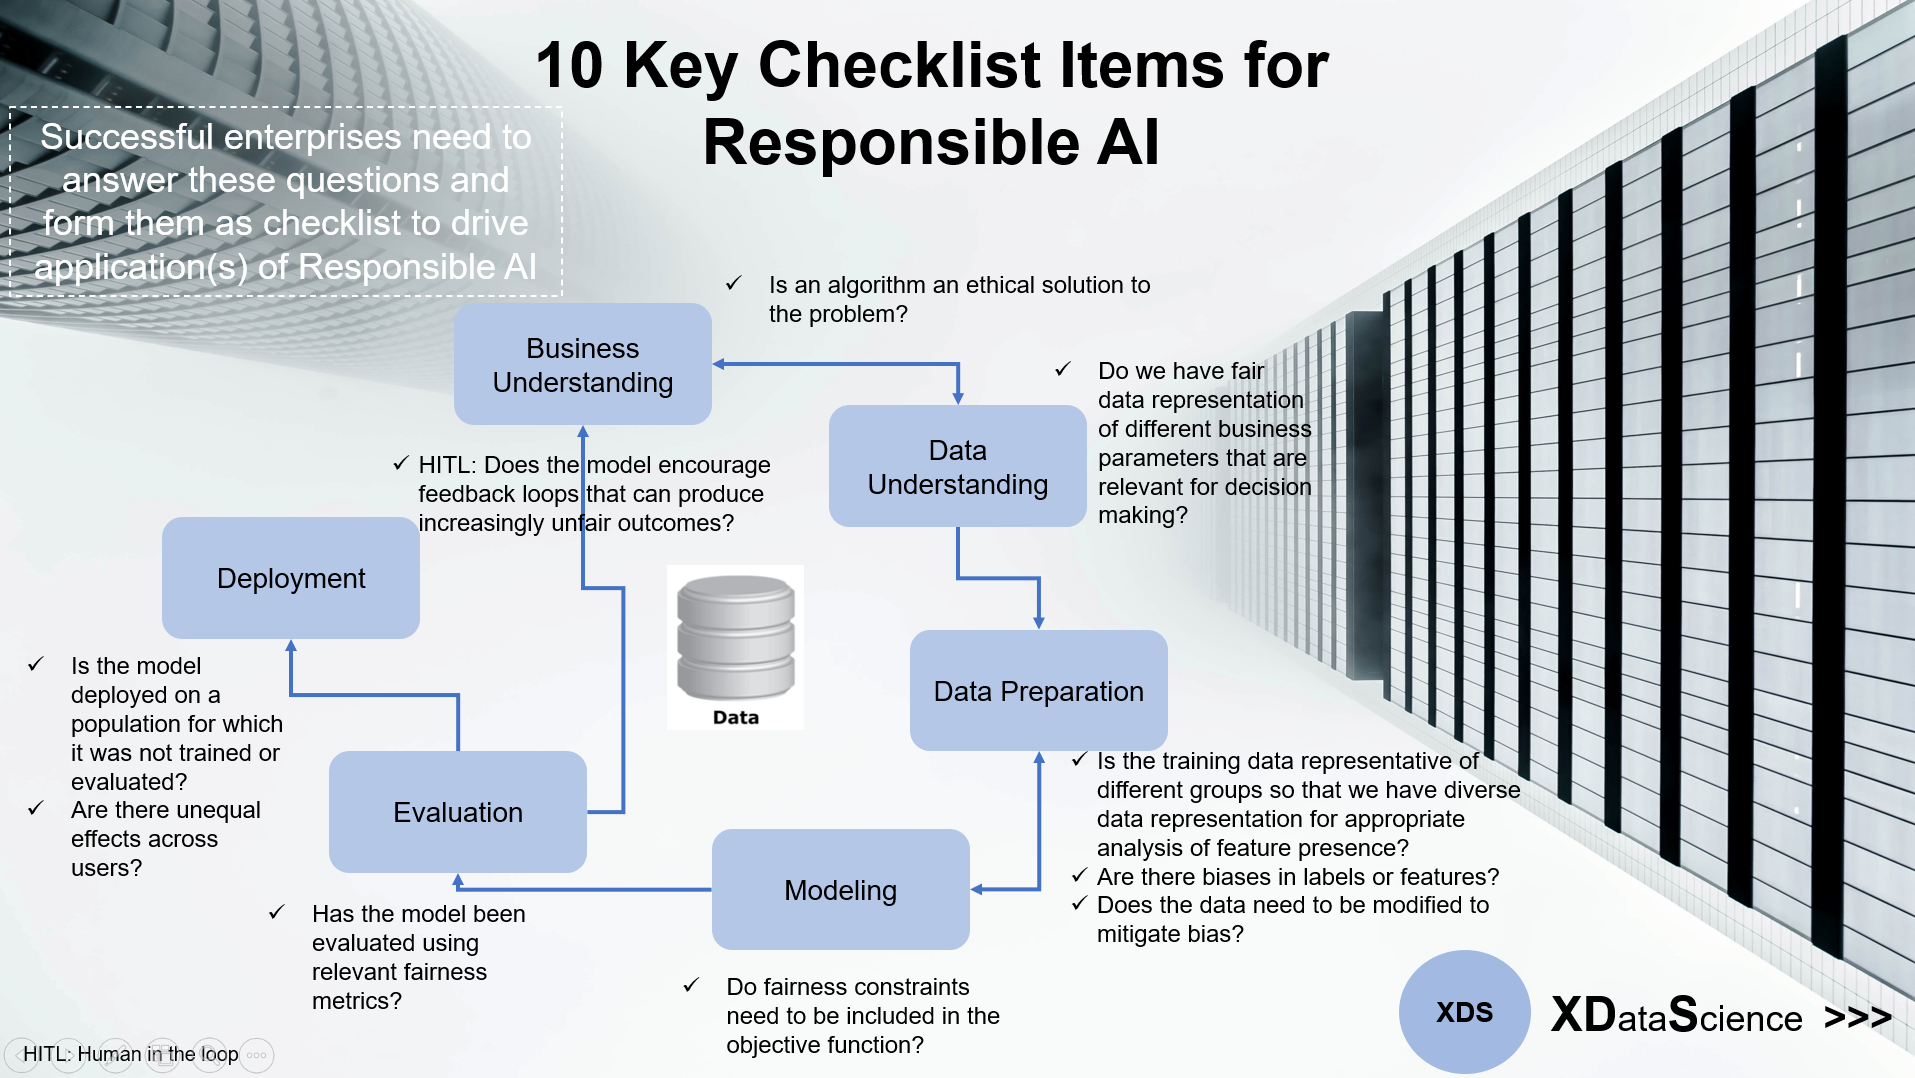 10 Key Checklist Items for
Responsible AI
Successful enterprises need to
answer these questions and
form them as checklist to drive
application(s) of Responsible AI
Is an algorithm an ethical solution to
the problem?
Business
Understanding
Do we have fair
data representation
of different business
parameters that are
relevant for decision
making?
Data
Understanding
HITL: Does the model encourage
feedback loops that can produce
increasingly unfair outcomes?
Deployment
Data
Data Preparation
Is the model
deployed on a
population for which
it was not trained or
evaluated?
Are there unequal
effects across
users?
Evaluation
Is the training data representative of
different groups so that we have diverse
data representation for appropriate
analysis of feature presence?
Are there biases in labels or features?
Does the data need to be modified to
mitigate bias?
Modeling
Has the model been
evaluated using
relevant fairness
metrics?
Do fairness constraints
need to be included in the
objective function?
XDS
XDataScience >>>
HITL: Human in the loop